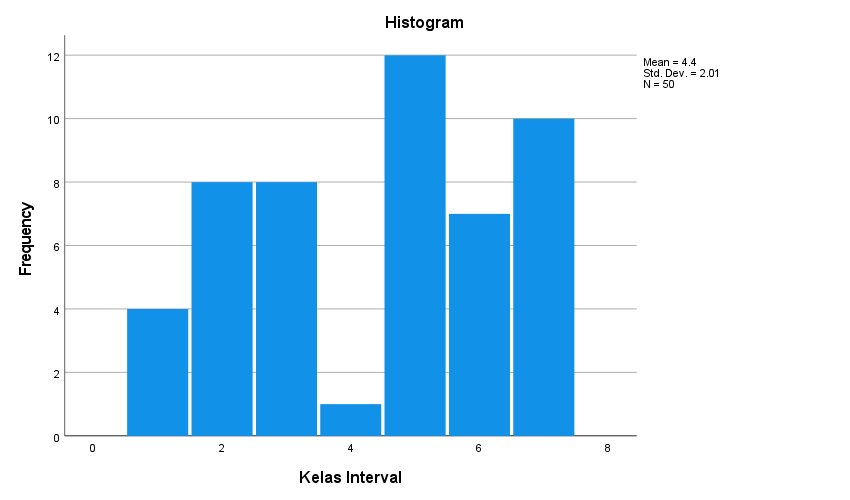 Histogram
Mean = 4.4
Std. Dev. = 2.01
N = 50
12
10
8
6
4
2
0
Frequency
0 2 4 6 8
Kelas Interval